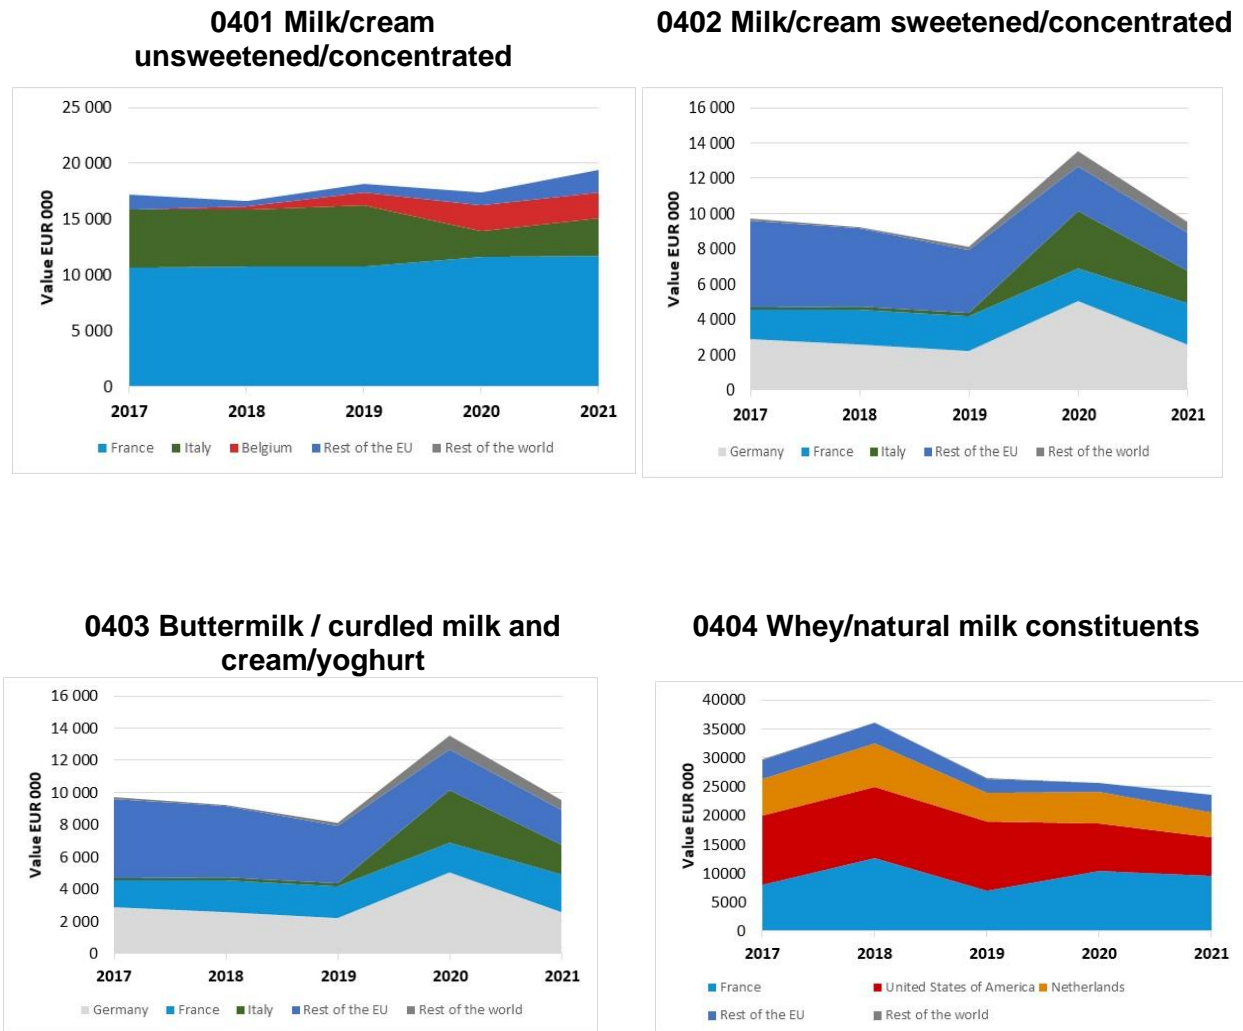 0401 Milk/cream
unsweetened/concentrated
25 000
20 000
15 000
10 000
5 000
0
Value EUR 000
2017 2018 2019 2020 2021
France Italy Belgium Rest of the EU Rest of the world
0402 Milk/cream sweetened/concentrated
16 000
14 000
12 000
10 000
8 000
6 000
4 000
2 000
0
Value EUR 000
2017 2018 2019 2020 2021
Germany France Italy Rest of the EU Rest of the world
0403 Buttermilk / curdled milk and
cream/yoghurt
16 000
14 000
12 000
10 000
8 000
6 000
4 000
2 000
0
Value EUR 000
2017 2018 2019 2020 2021
Germany France Italy Rest of the EU Rest of the world
0404 Whey/natural milk constituents
40000
35000
30000
25000
20000
15000
10000
5000
0
Value EUR 000
2017 2018 2019 2020 2021
France United States of America Netherlands
Rest of the EU Rest of the world